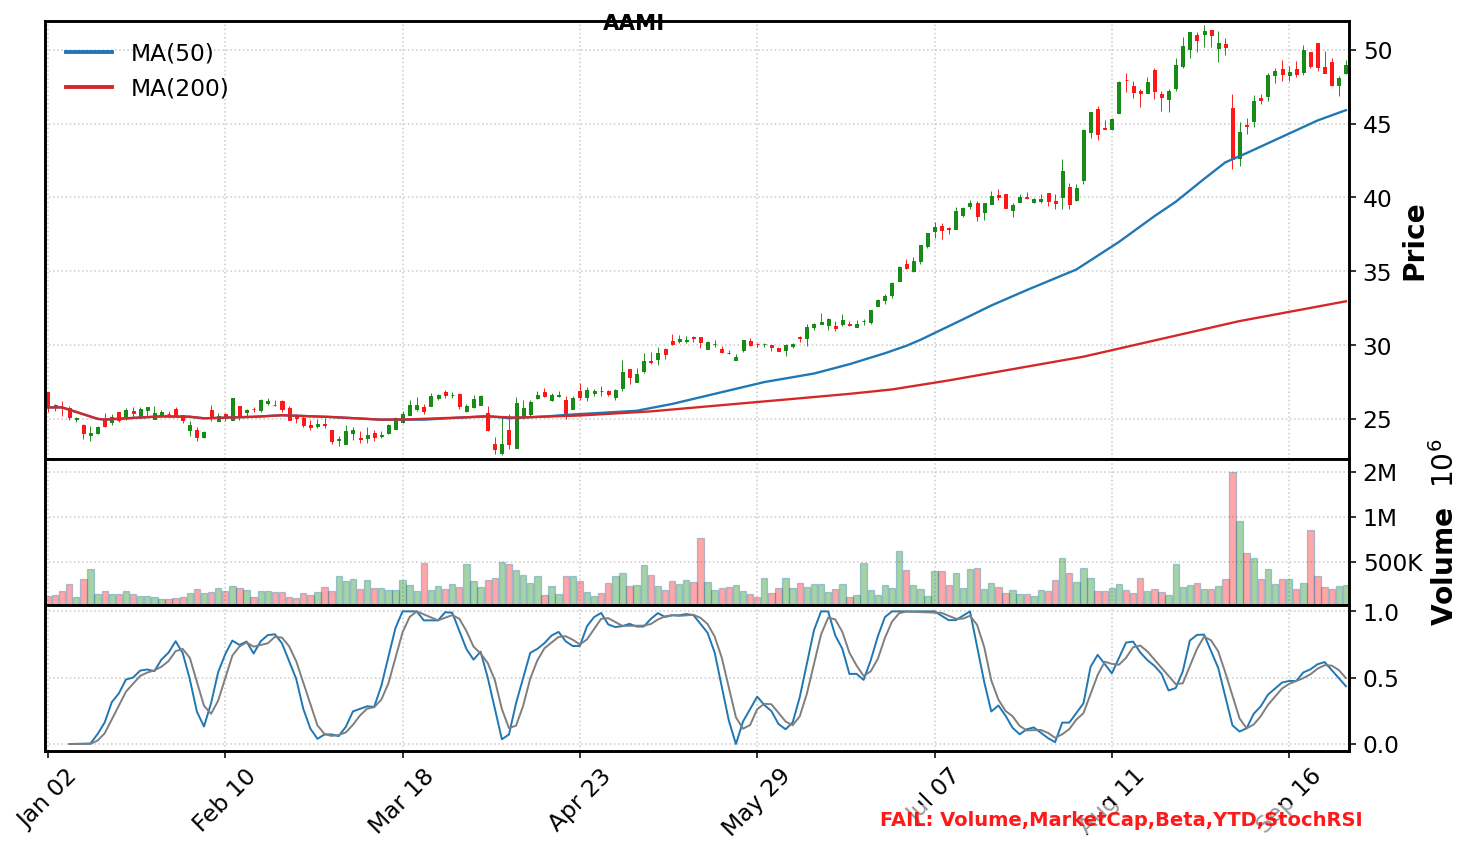 AAMI
MA(50)
MA(200)
50
45
40
35
30
25
Price
2M
1M
500K
Volume 10^6
1.0
0.5
0.0
Jan 02
Feb 10
Mar 18
Apr 23
May 29
Jul 07
Aug 11
Sep 16
FAIL: Volume,MarketCap,Beta,YTD,StochRSI